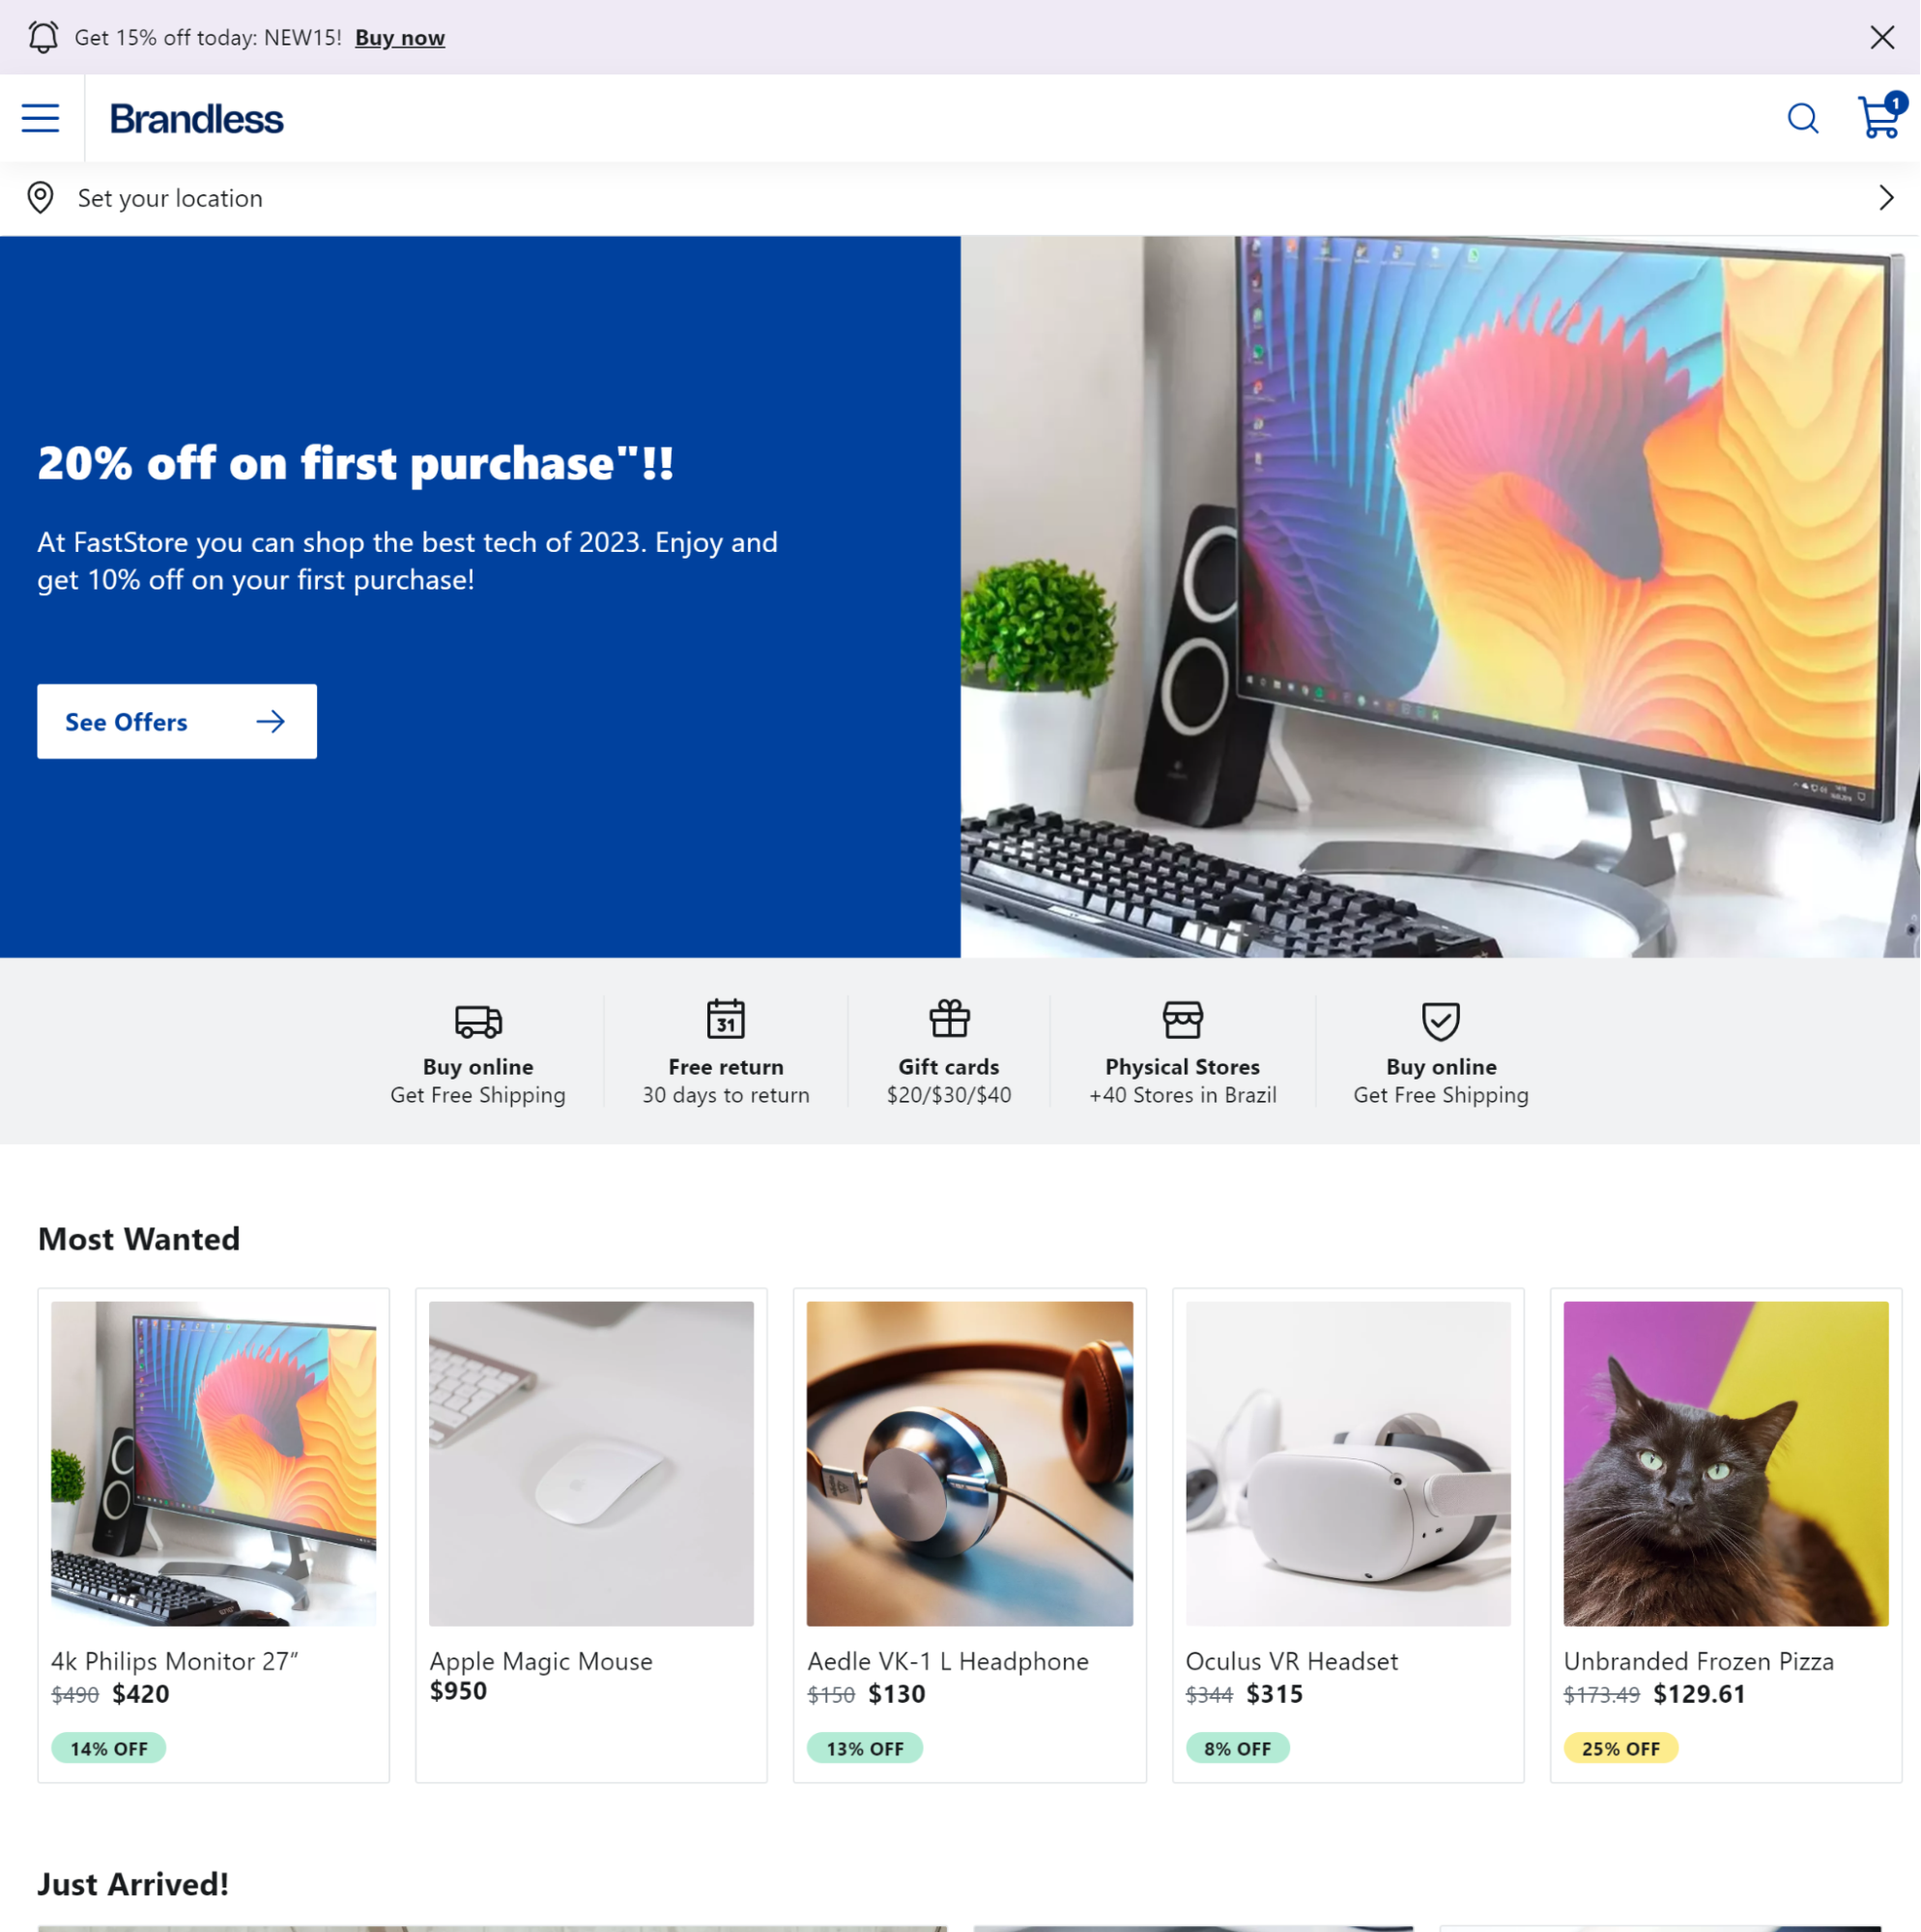 Get 15% off today: NEW15! Buy now
Brandless
1
Set your location
20% off on first purchase"!!
At FastStore you can shop the best tech of 2023. Enjoy and
get 10% off on your first purchase!
See Offers
31
Buy online
Get Free Shipping
Free return
30 days to return
Gift cards
$20/$30/$40
Physical Stores
+40 Stores in Brazil
Buy online
Get Free Shipping
Most Wanted
4k Philips Monitor 27”
$490 $420
14% OFF
Apple Magic Mouse
$950
Aedle VK-1 L Headphone
$150 $130
13% OFF
Oculus VR Headset
$344 $315
8% OFF
Unbranded Frozen Pizza
$173.49 $129.61
25% OFF
Just Arrived!